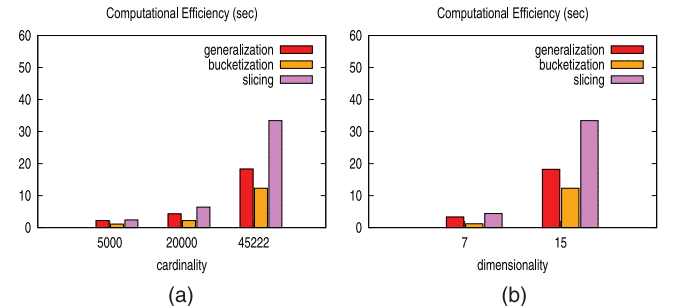 Computational Efficiency (sec)
60
50
40
30
20
10
0
generalization
bucketization
slicing
5000 20000 45222
cardinality
(a)
Computational Efficiency (sec)
60
50
40
30
20
10
0
generalization
bucketization
slicing
7 15
dimensionality
(b)